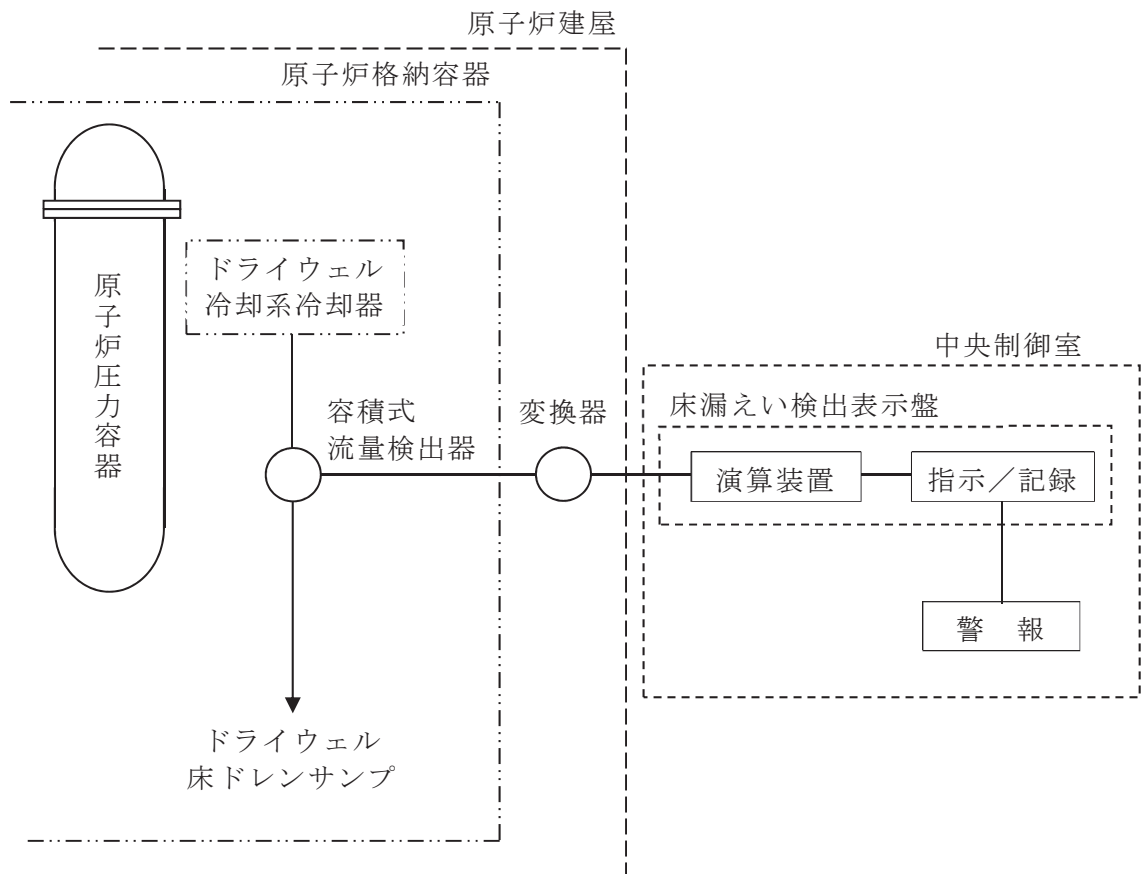 原子炉建屋
原子炉格納容器
原子炉圧力容器
ドライウェル
冷却系冷却器
容積式
流量検出器
変換器
中央制御室
床漏えい検出表示盤
演算装置
指示／記録
警　報
ドライウェル
床ドレンサンプ